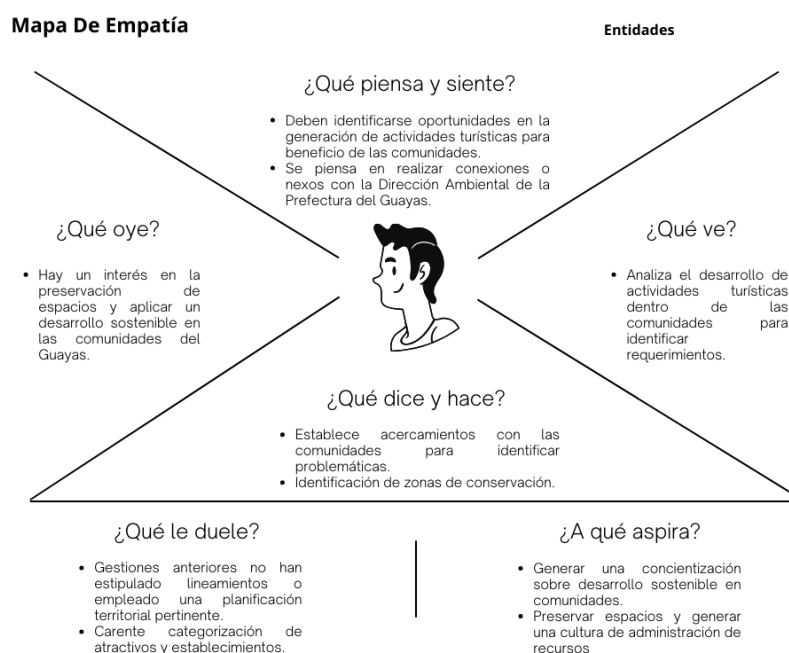 Mapa De Empatía
Entidades
¿Qué piensa y siente?
• Deben identificarse oportunidades en la
generación de actividades turísticas para
beneficio de las comunidades.
• Se piensa en realizar conexiones o
nexos con la Dirección Ambiental de la
Prefectura del Guayas.
¿Qué oye?
• Hay un interés en la
preservación de
espacios y aplicar un
desarrollo sostenible en
las comunidades del
Guayas.
¿Qué ve?
• Analiza el desarrollo de
actividades turísticas
dentro de las
comunidades para
identificar
requerimientos.
¿Qué dice y hace?
• Establece acercamientos con las
comunidades para identificar
problemáticas.
• Identificación de zonas de conservación.
¿Qué le duele?
• Gestiones anteriores no han
estipulado lineamientos o
empleado una planificación
territorial pertinente.
• Carente categorización de
atractivos y establecimientos.
¿A qué aspira?
• Generar una concientización
sobre desarrollo sostenible en
comunidades.
• Preservar espacios y generar
una cultura de administración de
recursos